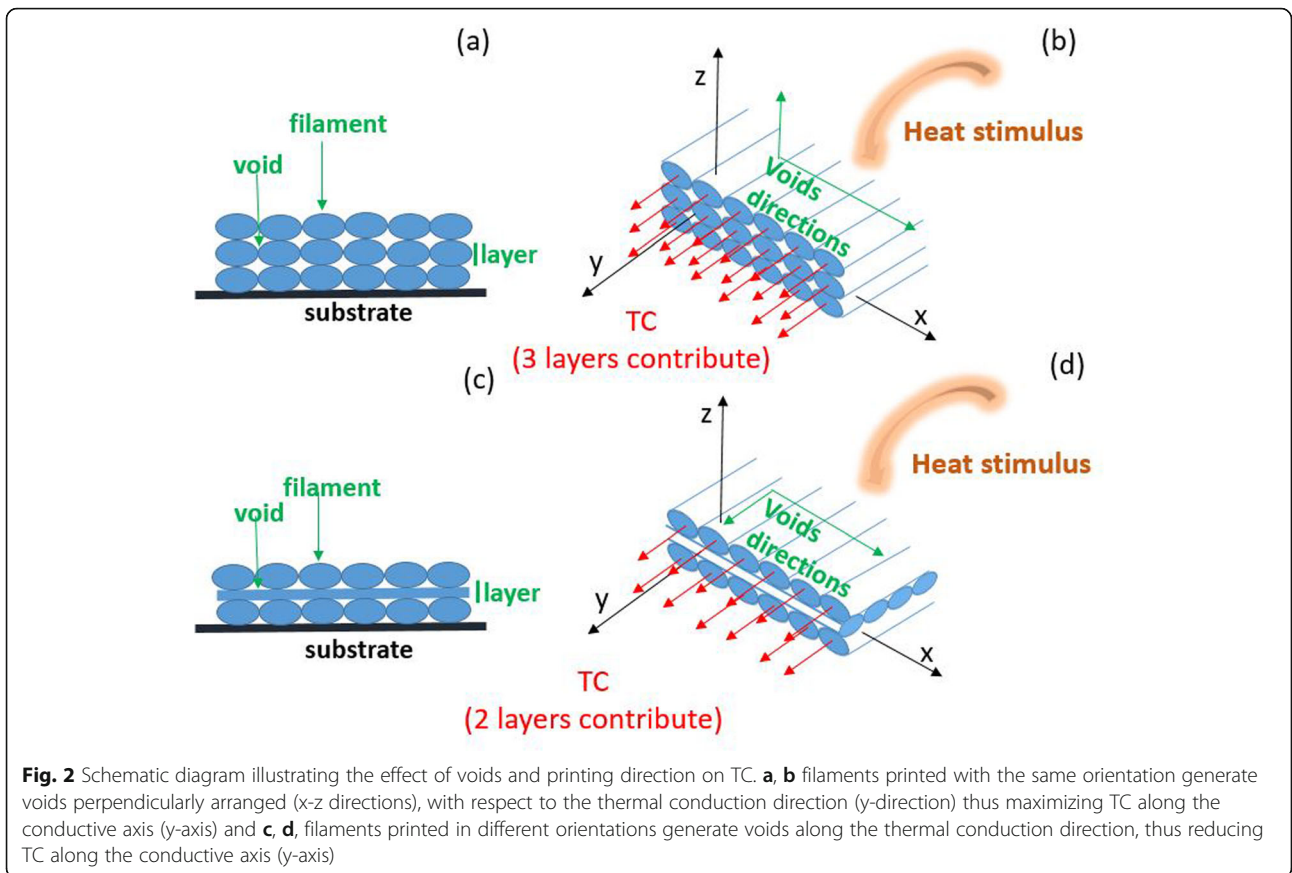 (a)
filament
void
layer
substrate
(b)
z
Heat stimulus
Voids
directions
y
x
TC
(3 layers contribute)
(c)
filament
void
layer
substrate
(d)
z
Heat stimulus
Voids
directions
y
x
TC
(2 layers contribute)
Fig. 2 Schematic diagram illustrating the effect of voids and printing direction on TC. a, b filaments printed with the same orientation generate
voids perpendicularly arranged (x-z directions), with respect to the thermal conduction direction (y-direction) thus maximizing TC along the
conductive axis (y-axis) and c, d, filaments printed in different orientations generate voids along the thermal conduction direction, thus reducing
TC along the conductive axis (y-axis)